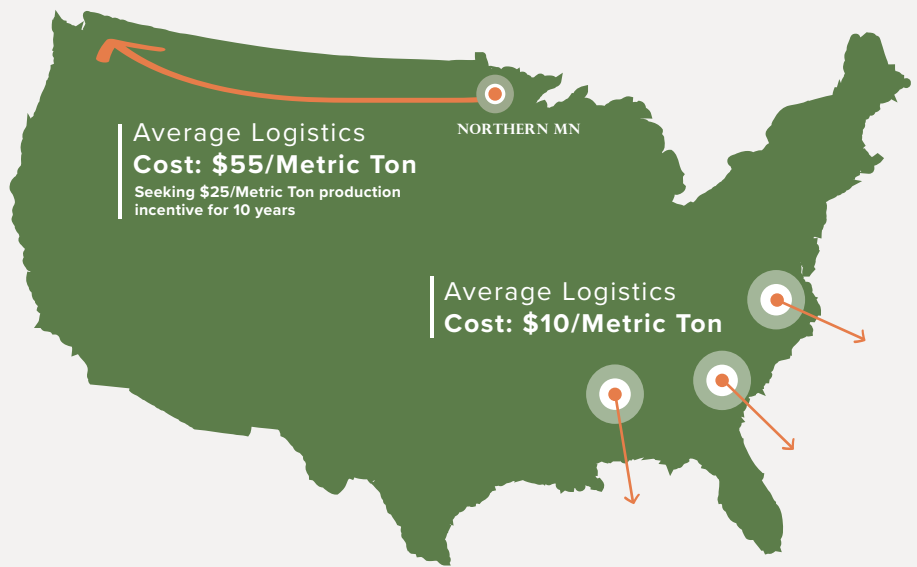 NORTHERN MN
Average Logistics
Cost: $55/Metric Ton
Seeking $25/Metric Ton production
incentive for 10 years
Average Logistics
Cost: $10/Metric Ton